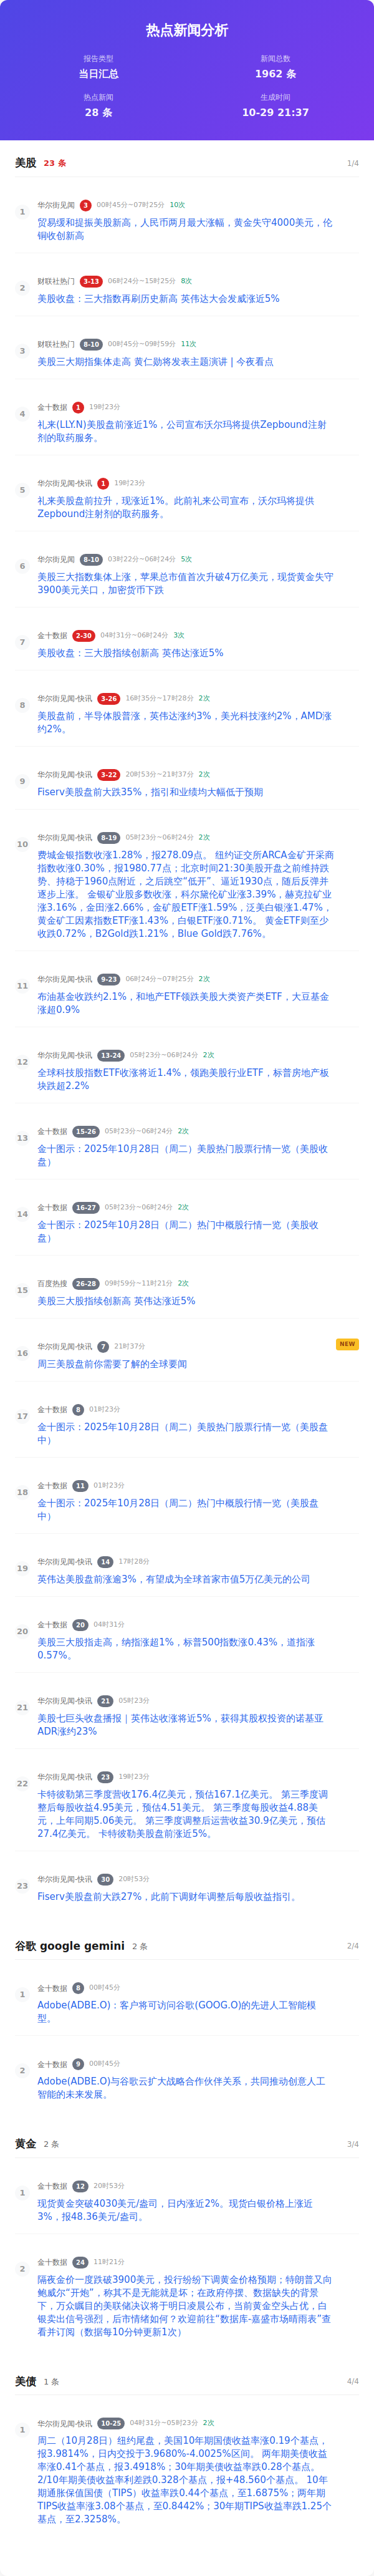 热点新闻分析
报告类型
当日汇总
新闻总数
1962 条
热点新闻
28 条
生成时间
10-29 21:37
美股 23 条 1/4
1
华尔街见闻 3 00时45分~07时25分 10次
贸易缓和提振美股新高，人民币两月最大涨幅，黄金失守4000美元，伦
铜收创新高
2
财联社热门 3-13 06时24分~15时25分 8次
美股收盘：三大指数再刷历史新高 英伟达大会发威涨近5%
3
财联社热门 8-10 00时45分~09时59分 11次
美股三大期指集体走高 黄仁勋将发表主题演讲 | 今夜看点
4
金十数据 1 19时23分
礼来(LLY.N)美股盘前涨近1%，公司宣布沃尔玛将提供Zepbound注射
剂的取药服务。
5
华尔街见闻-快讯 1 19时23分
礼来美股盘前拉升，现涨近1%。此前礼来公司宣布，沃尔玛将提供
Zepbound注射剂的取药服务。
6
华尔街见闻 8-10 03时22分~06时24分 5次
美股三大指数集体上涨，苹果总市值首次升破4万亿美元，现货黄金失守
3900美元关口，加密货币下跌
7
金十数据 2-30 04时31分~06时24分 3次
美股收盘：三大股指续创新高 英伟达涨近5%
8
华尔街见闻-快讯 3-26 16时35分~17时28分 2次
美股盘前，半导体股普涨，英伟达涨约3%，美光科技涨约2%，AMD涨
约2%。
9
华尔街见闻-快讯 3-22 20时53分~21时37分 2次
Fiserv美股盘前大跌35%，指引和业绩均大幅低于预期
10
华尔街见闻-快讯 8-19 05时23分~06时24分 2次
费城金银指数收涨1.28%，报278.09点。 纽约证交所ARCA金矿开采商
指数收涨0.30%，报1980.77点；北京时间21:30美股开盘之前维持跌
势、持稳于1960点附近，之后跳空“低开”、逼近1930点，随后反弹并
逐步上涨。 金银矿业股多数收涨，科尔黛伦矿业涨3.39%，赫克拉矿业
涨3.16%，金田涨2.66%，金矿股ETF涨1.59%，泛美白银涨1.47%，
黄金矿工因素指数ETF涨1.43%，白银ETF涨0.71%。 黄金ETF则至少
收跌0.72%，B2Gold跌1.21%，Blue Gold跌7.76%。
11
华尔街见闻-快讯 9-23 06时24分~07时25分 2次
布油基金收跌约2.1%，和地产ETF领跌美股大类资产类ETF，大豆基金
涨超0.9%
12
华尔街见闻-快讯 13-24 05时23分~06时24分 2次
全球科技股指数ETF收涨将近1.4%，领跑美股行业ETF，标普房地产板
块跌超2.2%
13
金十数据 15-26 05时23分~06时24分 2次
金十图示：2025年10月28日（周二）美股热门股票行情一览（美股收
盘）
14
金十数据 16-27 05时23分~06时24分 2次
金十图示：2025年10月28日（周二）热门中概股行情一览（美股收
盘）
15
百度热搜 26-28 09时59分~11时21分 2次
美股三大股指续创新高 英伟达涨近5%
16
华尔街见闻-快讯 7 21时37分 NEW
周三美股盘前你需要了解的全球要闻
17
金十数据 8 01时23分
金十图示：2025年10月28日（周二）美股热门股票行情一览（美股盘
中）
18
金十数据 11 01时23分
金十图示：2025年10月28日（周二）热门中概股行情一览（美股盘
中）
19
华尔街见闻-快讯 14 17时28分
英伟达美股盘前涨逾3%，有望成为全球首家市值5万亿美元的公司
20
金十数据 20 04时31分
美股三大股指走高，纳指涨超1%，标普500指数涨0.43%，道指涨
0.57%。
21
华尔街见闻-快讯 21 05时23分
美股七巨头收盘播报｜英伟达收涨将近5%，获得其股权投资的诺基亚
ADR涨约23%
22
华尔街见闻-快讯 23 19时23分
卡特彼勒第三季度营收176.4亿美元，预估167.1亿美元。 第三季度调
整后每股收益4.95美元，预估4.51美元。 第三季度每股收益4.88美
元，上年同期5.06美元。 第三季度调整后运营收益30.9亿美元，预估
27.4亿美元。 卡特彼勒美股盘前涨近5%。
23
华尔街见闻-快讯 30 20时53分
Fiserv美股盘前大跌27%，此前下调财年调整后每股收益指引。
谷歌 google gemini 2 条 2/4
1
金十数据 8 00时45分
Adobe(ADBE.O)：客户将可访问谷歌(GOOG.O)的先进人工智能模
型。
2
金十数据 9 00时45分
Adobe(ADBE.O)与谷歌云扩大战略合作伙伴关系，共同推动创意人工
智能的未来发展。
黄金 2 条 3/4
1
金十数据 12 20时53分
现货黄金突破4030美元/盎司，日内涨近2%。现货白银价格上涨近
3%，报48.36美元/盎司。
2
金十数据 24 11时21分
隔夜金价一度跌破3900美元，投行纷纷下调黄金价格预期；特朗普又向
鲍威尔“开炮”，称其不是无能就是坏；在政府停摆、数据缺失的背景
下，万众瞩目的美联储决议将于明日凌晨公布，当前黄金空头占优，白
银卖出信号强烈，后市情绪如何？欢迎前往“数据库-嘉盛市场晴雨表”查
看并订阅（数据每10分钟更新1次）
美债 1 条 4/4
1
华尔街见闻-快讯 10-25 04时31分~05时23分 2次
周二（10月28日）纽约尾盘，美国10年期国债收益率涨0.19个基点，
报3.9814%，日内交投于3.9680%-4.0025%区间。 两年期美债收益
率涨0.41个基点，报3.4918%；30年期美债收益率跌0.28个基点。
2/10年期美债收益率利差跌0.328个基点，报+48.560个基点。 10年
期通胀保值国债（TIPS）收益率跌0.44个基点，至1.6875%；两年期
TIPS收益率涨3.08个基点，至0.8442%；30年期TIPS收益率跌1.25个
基点，至2.3258%。